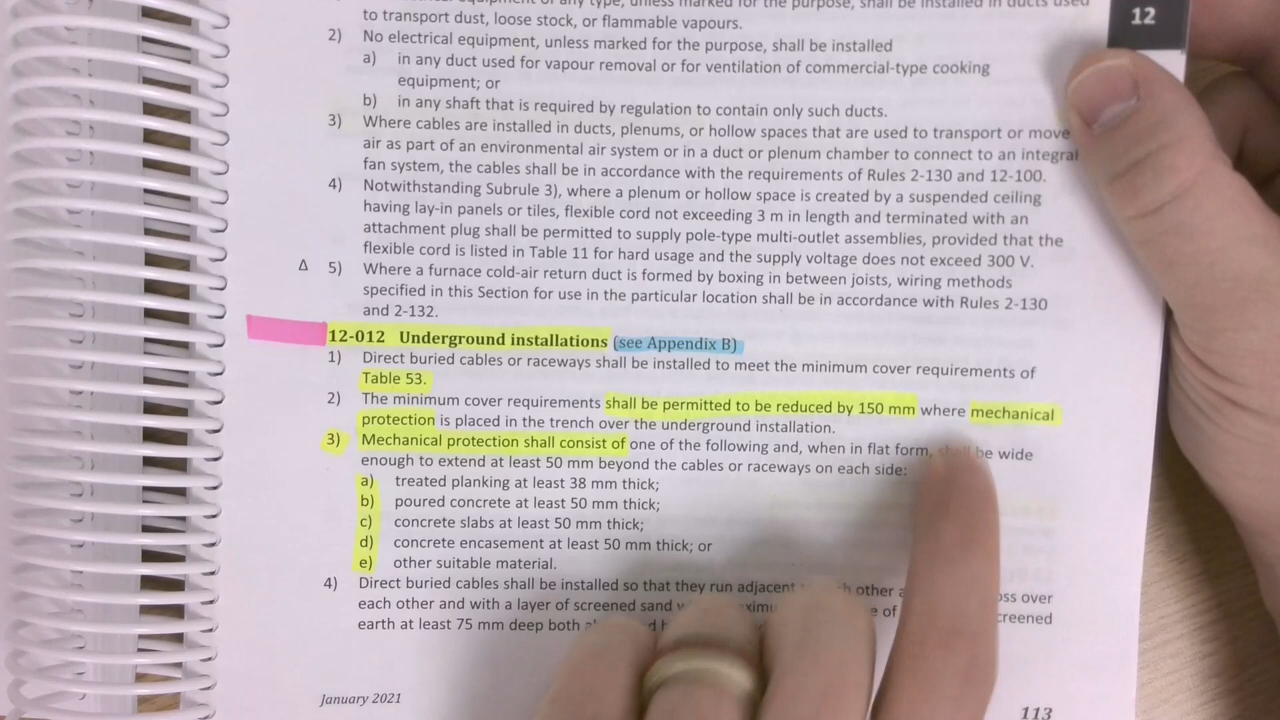 12
equipment of any type, unless marked for the purpose, shall be installed in ducts used
to transport dust, loose stock, or flammable vapours.
2) No electrical equipment, unless marked for the purpose, shall be installed
a) in any duct used for vapour removal or for ventilation of commercial-type cooking
equipment; or
b) in any shaft that is required by regulation to contain only such ducts.
3) Where cables are installed in ducts, plenums, or hollow spaces that are used to transport or move
air as part of an environmental air system or in a duct or plenum chamber to connect to an integral
fan system, the cables shall be in accordance with the requirements of Rules 2-130 and 12-100.
4) Notwithstanding Subrule 3), where a plenum or hollow space is created by a suspended ceiling
having lay-in panels or tiles, flexible cord not exceeding 3 m in length and terminated with an
attachment plug shall be permitted to supply pole-type multi-outlet assemblies, provided that the
flexible cord is listed in Table 11 for hard usage and the supply voltage does not exceed 300 V.
Δ 5) Where a furnace cold-air return duct is formed by boxing in between joists, wiring methods
specified in this Section for use in the particular location shall be in accordance with Rules 2-130
and 2-132.
12-012 Underground installations (see Appendix B)
1) Direct buried cables or raceways shall be installed to meet the minimum cover requirements of
Table 53.
2) The minimum cover requirements shall be permitted to be reduced by 150 mm where mechanical
protection is placed in the trench over the underground installation.
3) Mechanical protection shall consist of one of the following and, when in flat form, shall be wide
enough to extend at least 50 mm beyond the cables or raceways on each side:
a) treated planking at least 38 mm thick;
b) poured concrete at least 50 mm thick;
c) concrete slabs at least 50 mm thick;
d) concrete encasement at least 50 mm thick; or
e) other suitable material.
4) Direct buried cables shall be installed so that they run adjacent other over
each other and with a layer of screened sand of screened
earth at least 75 mm deep both
January 2021
113